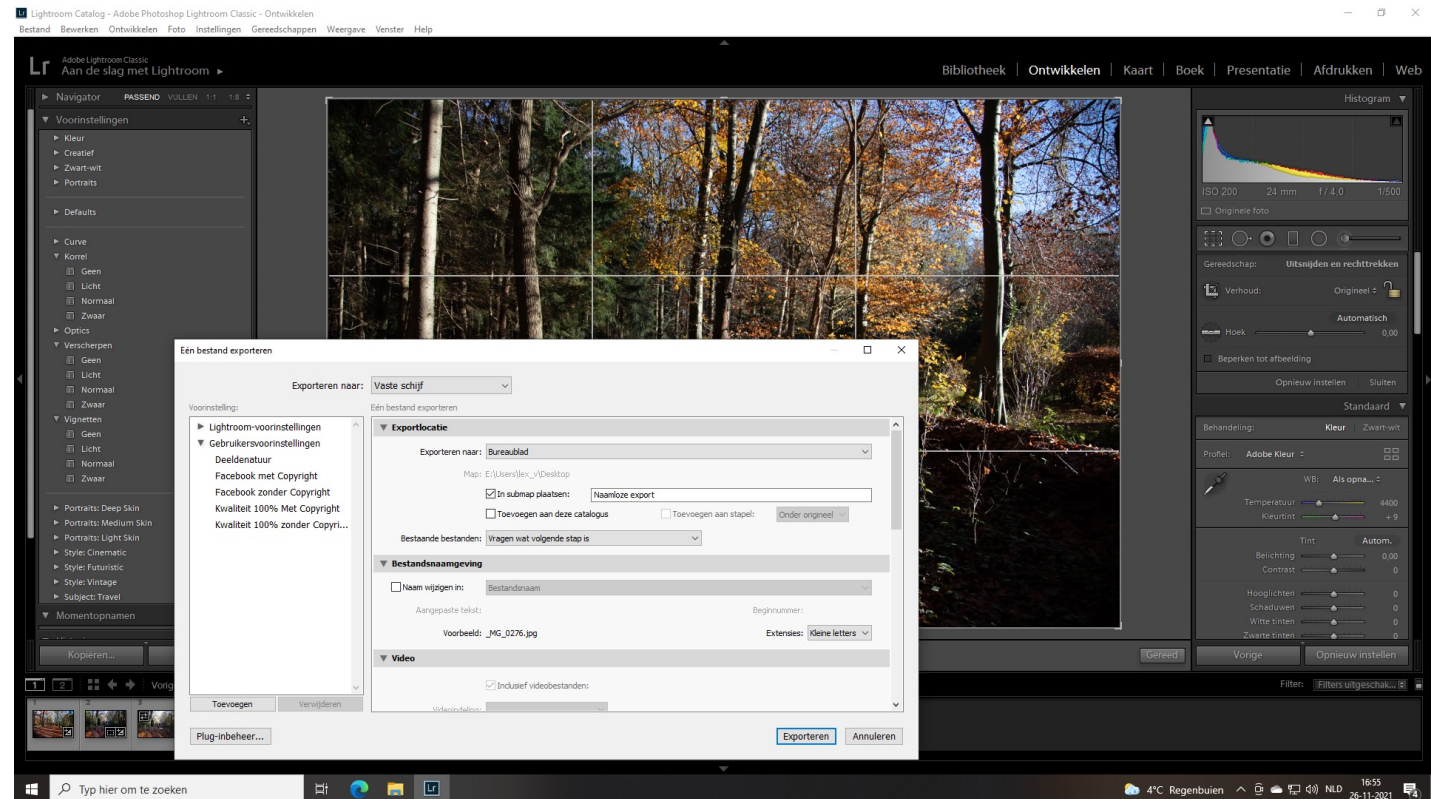 Lightroom Catalog - Adobe Photoshop Lightroom Classic - Ontwikkelen
Bestand Bewerken Ontwikkelen Foto Instellingen Gereedschappen Weergave Venster Help
Lr Adobe Lightroom Classic
Aan de slag met Lightroom
Bibliotheek | Ontwikkelen | Kaart | Boek | Presentatie | Afdrukken | Web
Navigator PASSEND VULLEN 1:1 1:8
Voorinstellingen
Kleur
Creatief
Zwart-wit
Portraits
Defaults
Curve
Korrel
Geen
Licht
Normaal
Zwaar
Optics
Verscherpen
Geen
Licht
Normaal
Zwaar
Vignetten
Geen
Licht
Normaal
Zwaar
Portraits: Deep Skin
Portraits: Medium Skin
Portraits: Light Skin
Style: Cinematic
Style: Futuristic
Style: Vintage
Subject: Travel
Momentopnamen
Kopiëren...
Eén bestand exporteren
Exporteren naar: Vaste schijf
Voorinstelling:
Lightroom-voorinstellingen
Gebruikersvoorinstellingen
Deeldenatuur
Facebook met Copyright
Facebook zonder Copyright
Kwaliteit 100% Met Copyright
Kwaliteit 100% zonder Copyri...
Toevoegen Verwijderen
Plug-inbeheer...
Eén bestand exporteren
Exportlocatie
Exporteren naar: Bureaublad
Map: E:\Users\lex_v\Desktop
In submap plaatsen: Naamloze export
Toevoegen aan deze catalogus Toevoegen aan stapel: Onder origineel
Bestaande bestanden: Vragen wat volgende stap is
Bestandsnaamgeving
Naam wijzigen in: Bestandsnaam
Aangepaste tekst: Beginnummer:
Voorbeeld: _MG_0276.jpg Extensies: Kleine letters
Video
Inclusief videobestanden:
Videoindeling:
Exporteren Annuleren
Histogram
ISO 200 24 mm f/4,0 1/500
Originele foto
Gereedschap: Uitsnijden en rechttrekken
Verhoud: Origineel
Automatisch
Hoek 0,00
Beperken tot afbeelding
Opnieuw instellen Sluiten
Standaard
Behandeling: Kleur Zwart-wit
Profiel: Adobe Kleur
WB: Als opna...
Temperatuur 4400
Kleurtint + 9
Tint Autom.
Belichting 0,00
Contrast 0
Hooglichten 0
Schaduwen 0
Witte tinten 0
Zwarte tinten 0
Gereed
Vorige Opnieuw instellen
1 2 Vorig
Filter: Filters uitgeschak...
1 2 3
Typ hier om te zoeken
Lr
4°C Regenbuien NLD 16:55
26-11-2021
4